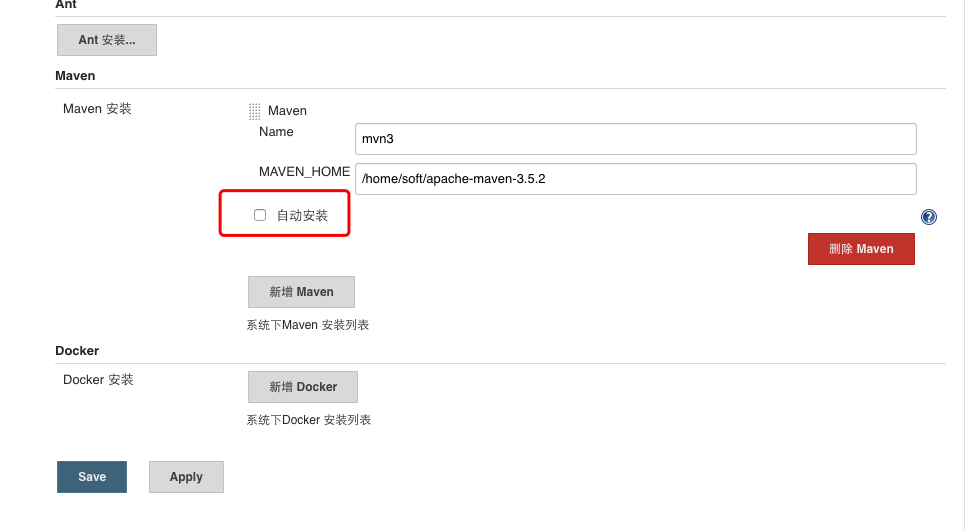 Ant
Ant 安装...
Maven
Maven 安装
Maven
Name
mvn3
MAVEN_HOME
/home/soft/apache-maven-3.5.2
自动安装
?
删除 Maven
新增 Maven
系统下Maven 安装列表
Docker
Docker 安装
新增 Docker
系统下Docker 安装列表
Save
Apply